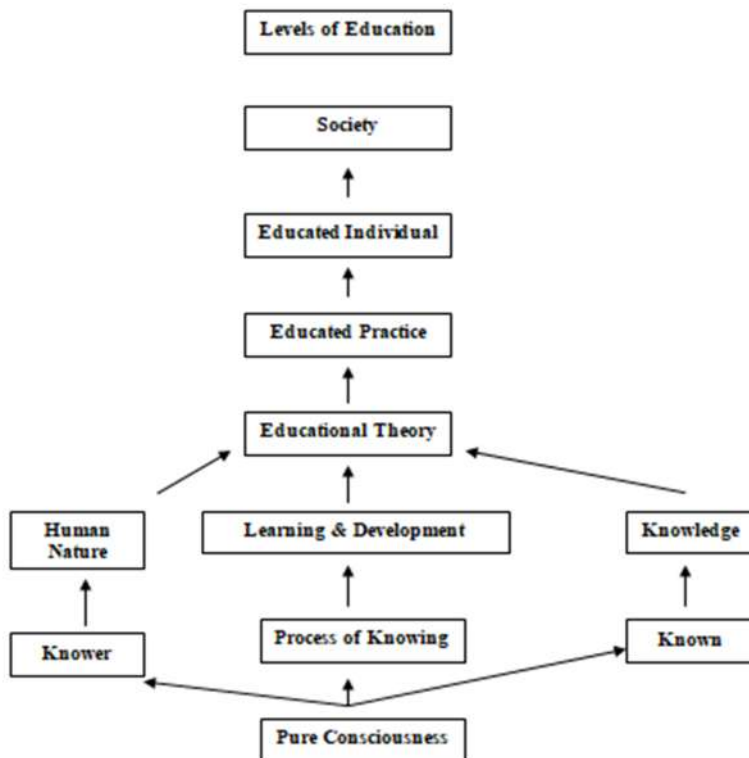 Levels of Education
Society
Educated Individual
Educated Practice
Educational Theory
Human
Nature
Learning & Development
Knowledge
Knower
Process of Knowing
Known
Pure Consciousness